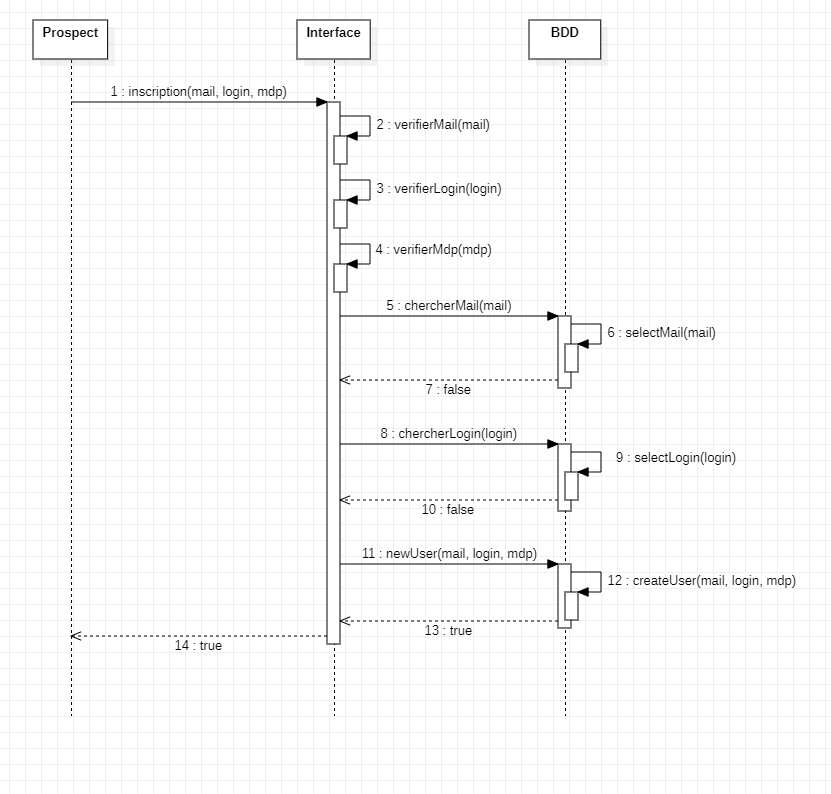 Prospect
Interface
BDD
1 : inscription(mail, login, mdp)
2 : verifierMail(mail)
3 : verifierLogin(login)
4 : verifierMdp(mdp)
5 : chercherMail(mail)
6 : selectMail(mail)
7 : false
8 : chercherLogin(login)
9 : selectLogin(login)
10 : false
11 : newUser(mail, login, mdp)
12 : createUser(mail, login, mdp)
13 : true
14 : true